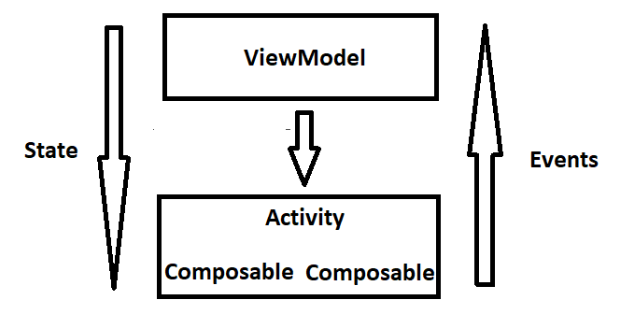 ViewModel
State
Events
Activity
Composable Composable